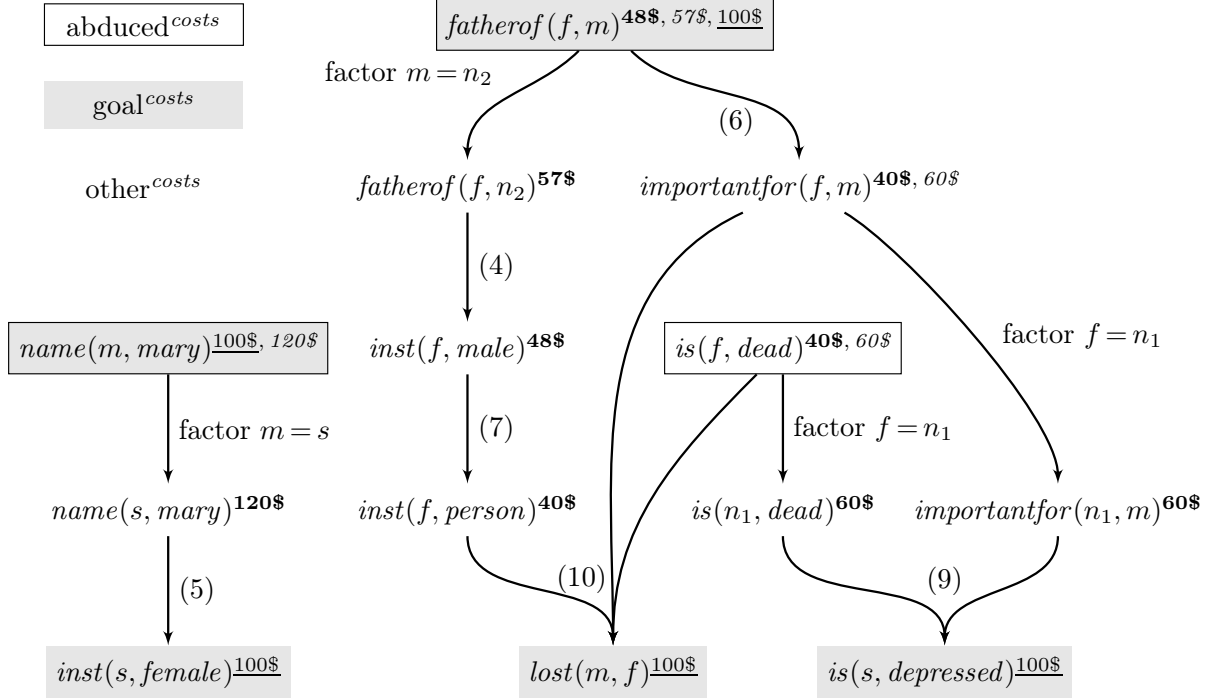 abduced^costs
fatherof(f, m)^48$, 57$, 100$
factor m = n₂
goal^costs
(6)
other^costs
fatherof(f, n₂)^57$
importantfor(f, m)^40$, 60$
(4)
name(m, mary)^100$, 120$
inst(f, male)^48$
is(f, dead)^40$, 60$
factor f = n₁
factor m = s
(7)
factor f = n₁
name(s, mary)^120$
inst(f, person)^40$
is(n₁, dead)^60$
importantfor(n₁, m)^60$
(5)
(10)
(9)
inst(s, female)^100$
lost(m, f)^100$
is(s, depressed)^100$